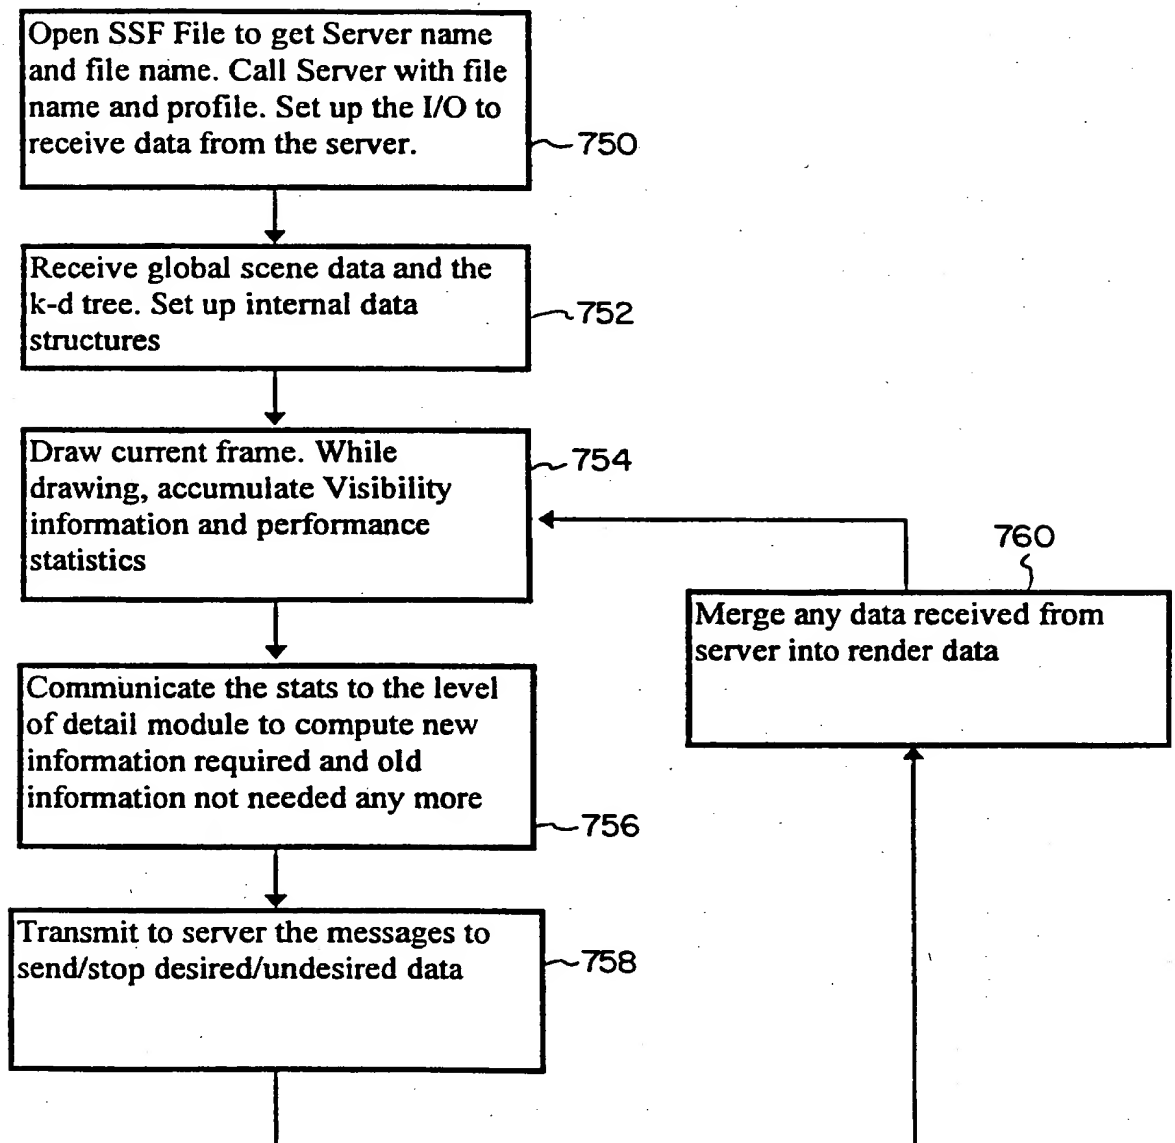 Open SSF File to get Server name
and file name. Call Server with file
name and profile. Set up the I/O to
receive data from the server.
750
Receive global scene data and the
k-d tree. Set up internal data
structures
752
Draw current frame. While
drawing, accumulate Visibility
information and performance
statistics
754
760
Merge any data received from
server into render data
Communicate the stats to the level
of detail module to compute new
information required and old
information not needed any more
756
Transmit to server the messages to
send/stop desired/undesired data
758